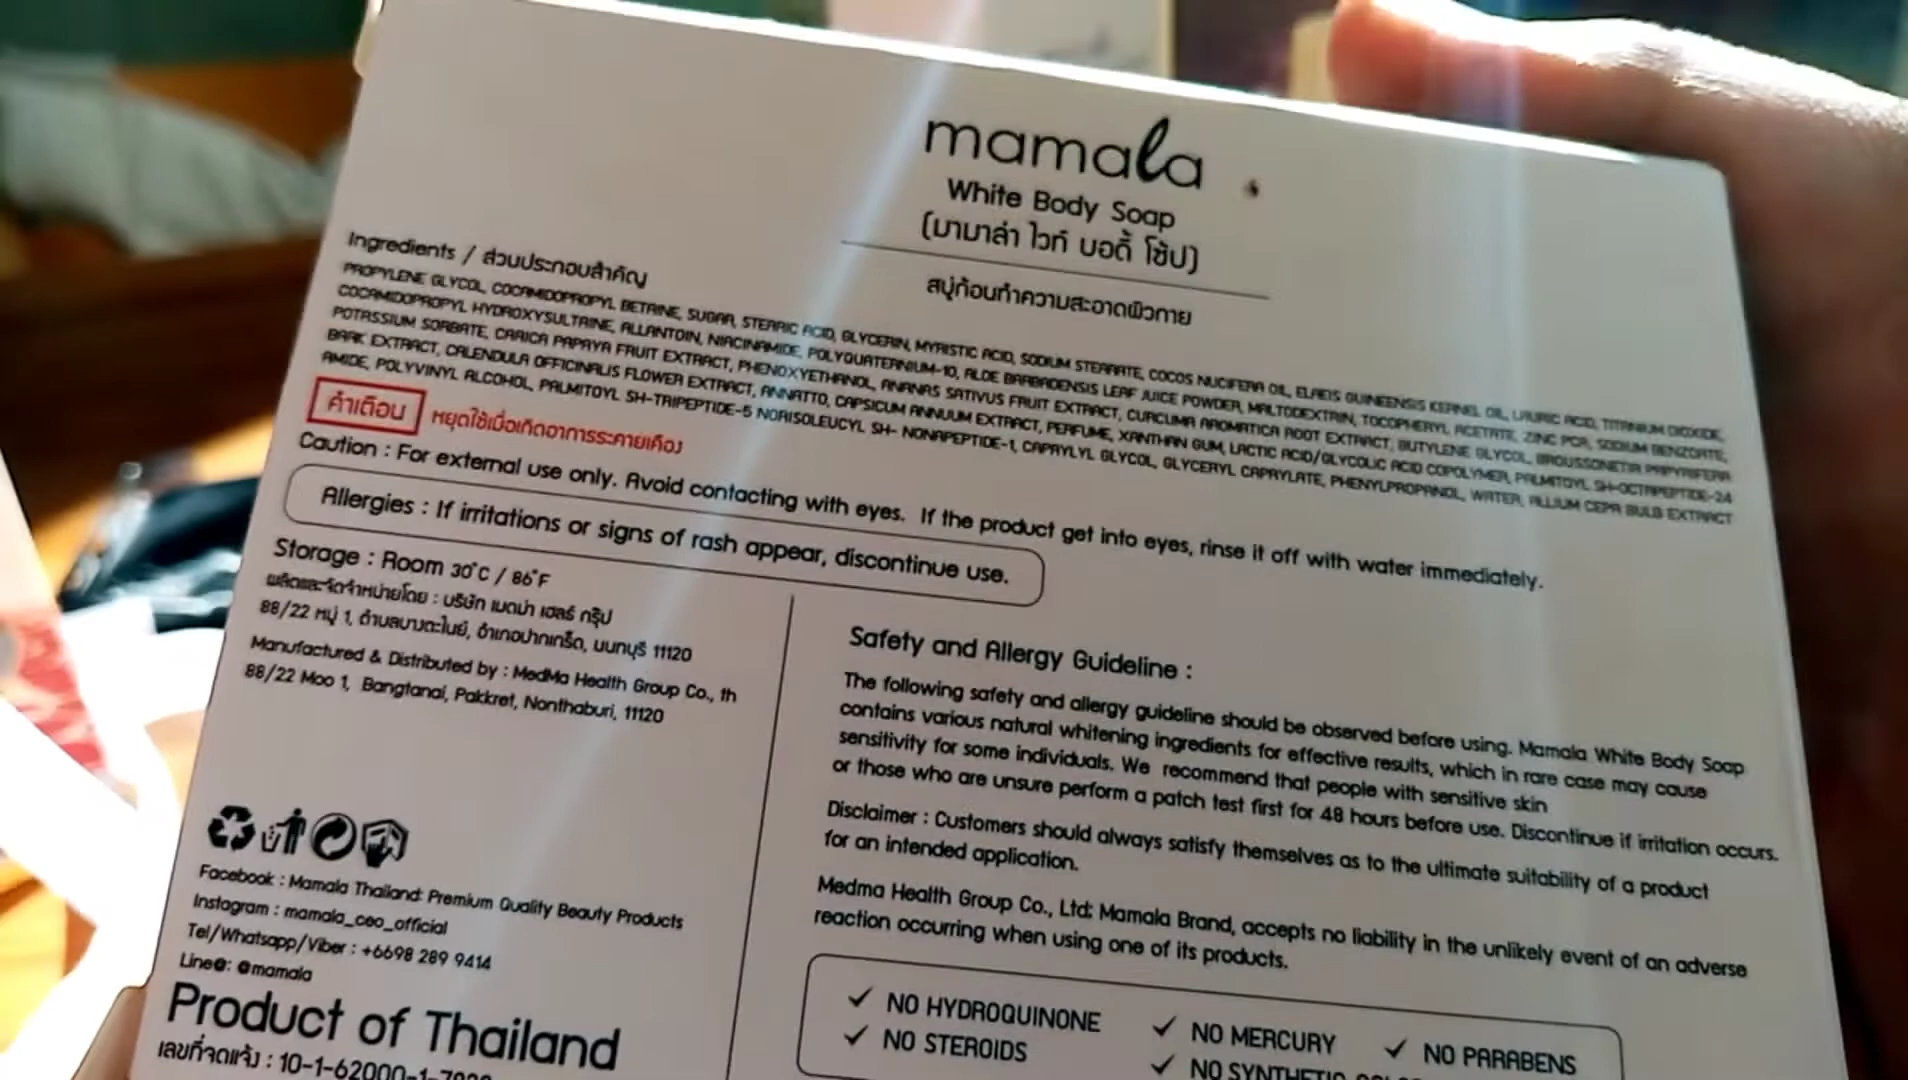 mamala
White Body Soap
(มามาล่า ไวท์ บอดี้ โซ้ป)
สบู่ก้อนทำความสะอาดผิวกาย
Ingredients / ส่วนประกอบสำคัญ
PROPYLENE GLYCOL, COCAMIDOPROPYL BETAINE, SUGAR, STEARIC ACID, GLYCERIN, MYRISTIC ACID, SODIUM STEARATE, COCOS NUCIFERA OIL, ELAEIS GUINEENSIS KERNEL OIL, LAURIC ACID, TITANIUM DIOXIDE,
COCAMIDOPROPYL HYDROXYSULTAINE, ALLANTOIN, NIACINAMIDE, POLYQUATERNIUM-10, ALOE BARBADENSIS LEAF JUICE POWDER, MALTODEXTRIN, TOCOPHERYL ACETATE, ZINC PCA, SODIUM BENZOATE,
POTASSIUM SORBATE, CARICA PAPAYA FRUIT EXTRACT, PHENOXYETHANOL, ANANAS SATIVUS FRUIT EXTRACT, CURCUMA AROMATICA ROOT EXTRACT, BUTYLENE GLYCOL, BROUSSONETIA PAPYRIFERA
BARK EXTRACT, CALENDULA OFFICINALIS FLOWER EXTRACT, ANNATTO, CAPSICUM ANNUUM EXTRACT, PERFUME, XANTHAN GUM, LACTIC ACID/GLYCOLIC ACID COPOLYMER, PALMITOYL SH-OCTAPEPTIDE-24
AMIDE, POLYVINYL ALCOHOL, PALMITOYL SH-TRIPEPTIDE-5 NORISOLEUCYL SH- NONAPEPTIDE-1, CAPRYLYL GLYCOL, GLYCERYL CAPRYLATE, PHENYLPROPANOL, WATER, ALLIUM CEPA BULB EXTRACT
คำเตือน หยุดใช้เมื่อเกิดอาการระคายเคือง
Caution : For external use only. Avoid contacting with eyes. If the product get into eyes, rinse it off with water immediately.
Allergies : If irritations or signs of rash appear, discontinue use.
Storage : Room 30°C / 86°F
ผลิตและจัดจำหน่ายโดย : บริษัท เมดม่า เฮลธ์ กรุ๊ป
88/22 หมู่ 1, ตำบลบางตะไนย์, อำเภอปากเกร็ด, นนทบุรี 11120
Manufactured & Distributed by : MedMa Health Group Co., th
88/22 Moo 1, Bangtanai, Pakkret, Nonthaburi, 11120
Facebook : Mamala Thailand: Premium Quality Beauty Products
Instagram : mamala_ceo_official
Tel/Whatsapp/Viber : +6698 289 9414
Line@: @mamala
Product of Thailand
เลขที่จดแจ้ง : 10-1-62000-1-
Safety and Allergy Guideline :
The following safety and allergy guideline should be observed before using. Mamala White Body Soap
contains various natural whitening ingredients for effective results, which in rare case may cause
sensitivity for some individuals. We recommend that people with sensitive skin
or those who are unsure perform a patch test first for 48 hours before use. Discontinue if irritation occurs.
Disclaimer : Customers should always satisfy themselves as to the ultimate suitability of a product
for an intended application.
Medma Health Group Co., Ltd: Mamala Brand, accepts no liability in the unlikely event of an adverse
reaction occurring when using one of its products.
✓ NO HYDROQUINONE ✓ NO MERCURY ✓ NO PARABENS
✓ NO STEROIDS ✓ NO SYNTHETIC